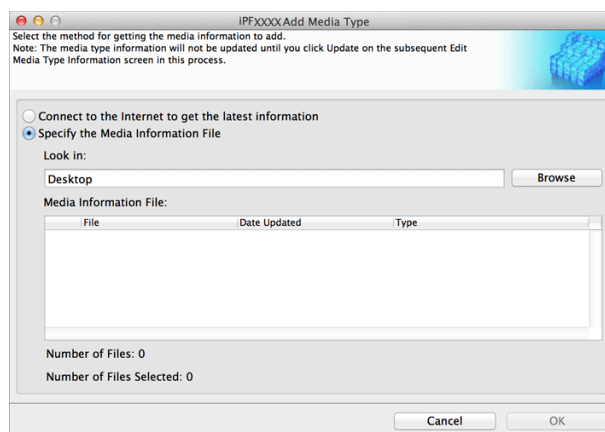 iPFXXXX Add Media Type
Select the method for getting the media information to add.
Note: The media type information will not be updated until you click Update on the subsequent Edit
Media Type Information screen in this process.
Connect to the Internet to get the latest information
Specify the Media Information File
Look in:
Desktop Browse
Media Information File:
File Date Updated Type
Number of Files: 0
Number of Files Selected: 0
Cancel OK